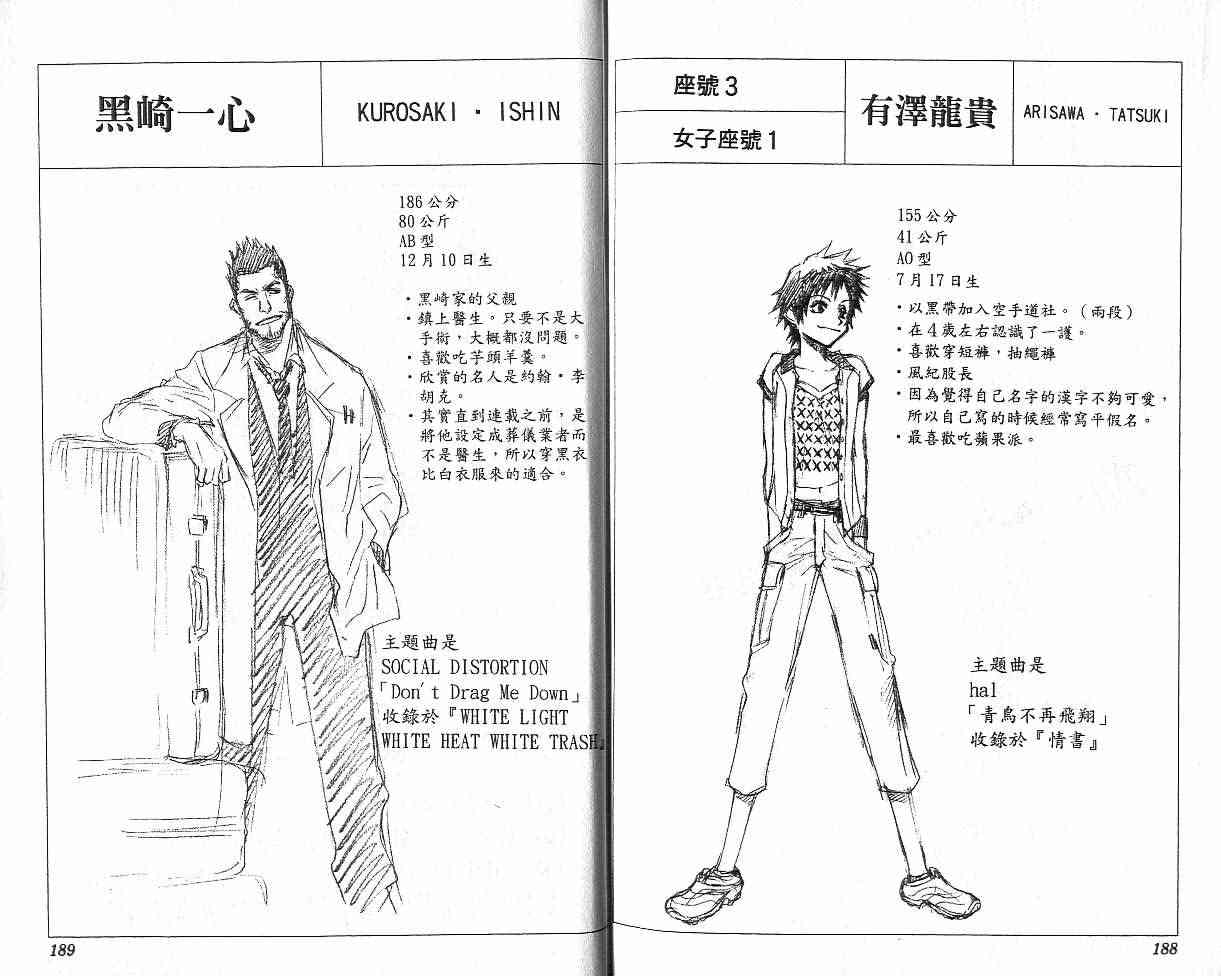 座號3
女子座號1
有澤龍貴
ARISAWA · TATSUKI
155公分
41公斤
AO型
7月17日生
·以黑帶加入空手道社。(兩段)
·在4歲左右認識了一護。
·喜歡穿短褲，抽繩褲
·風紀股長
·因為覺得自己名字的漢字不夠可愛，
所以自己寫的時候經常寫平假名。
·最喜歡吃蘋果派。
主題曲是
hal
「青鳥不再飛翔」
收錄於『情書』
188
黑崎一心
KUROSAKI · ISHIN
186公分
80公斤
AB型
12月10日生
·黑崎家的父親
·鎮上醫生。只要不是大
手術，大概都沒問題。
·喜歡吃芋頭羊羹。
·欣賞的名人是約翰·李
胡克。
·其實直到連載之前，是
將他設定成葬儀業者而
不是醫生，所以穿黑衣
比白衣服來的適合。
主題曲是
SOCIAL DISTORTION
「Don't Drag Me Down」
收錄於『WHITE LIGHT
WHITE HEAT WHITE TRASH』
189